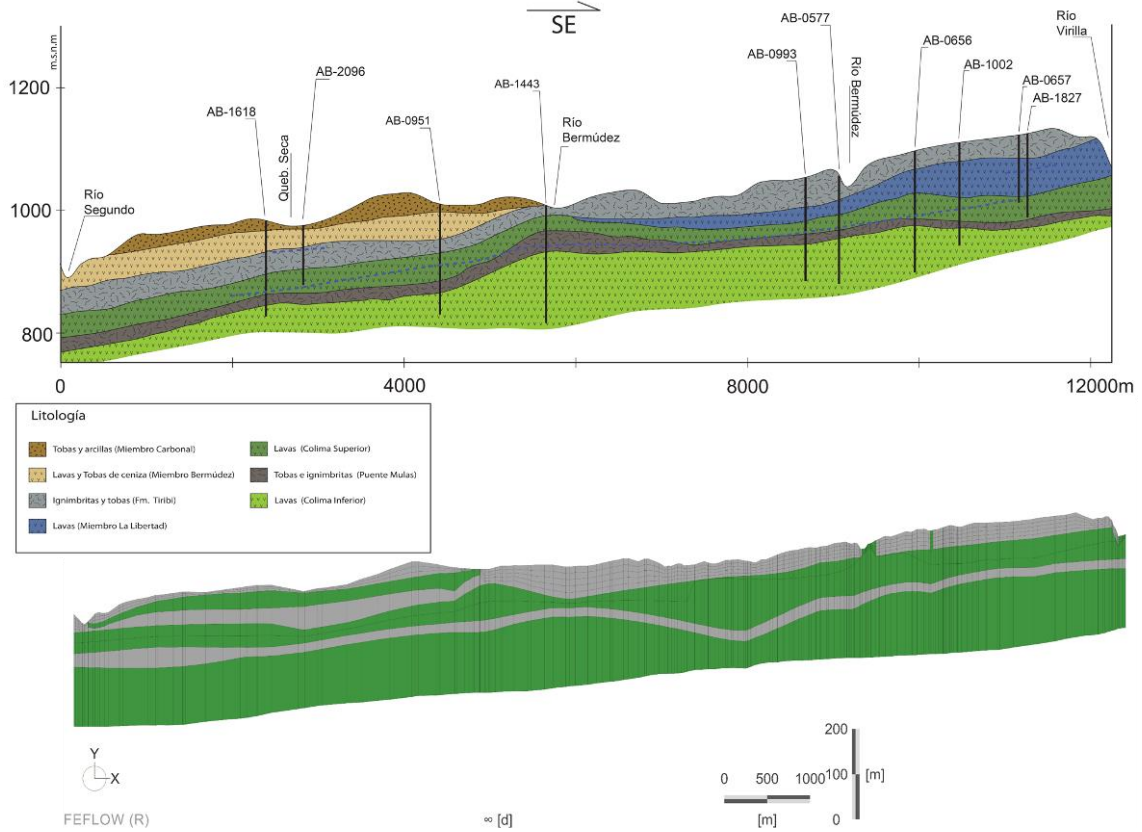 SE
m.s.n.m
1200
1000
800
Río
Segundo
AB-1618
Queb. Seca
AB-2096
AB-0951
AB-1443
Río
Bermúdez
AB-0993
AB-0577
Río Bermúdez
AB-0656
AB-1002
AB-0657
AB-1827
Río
Virilla
0
4000
8000
12000m
Litología
Tobas y arcillas (Miembro Carbonal)
Lavas y Tobas de ceniza (Miembro Bermúdez)
Ignimbritas y tobas (Fm. Tiribí)
Lavas (Miembro La Libertad)
Lavas (Colima Superior)
Tobas e ignimbritas (Puente Mulas)
Lavas (Colima Inferior)
Y
X
FEFLOW (R)
∞ [d]
0 500 1000
[m]
200
100 [m]
0